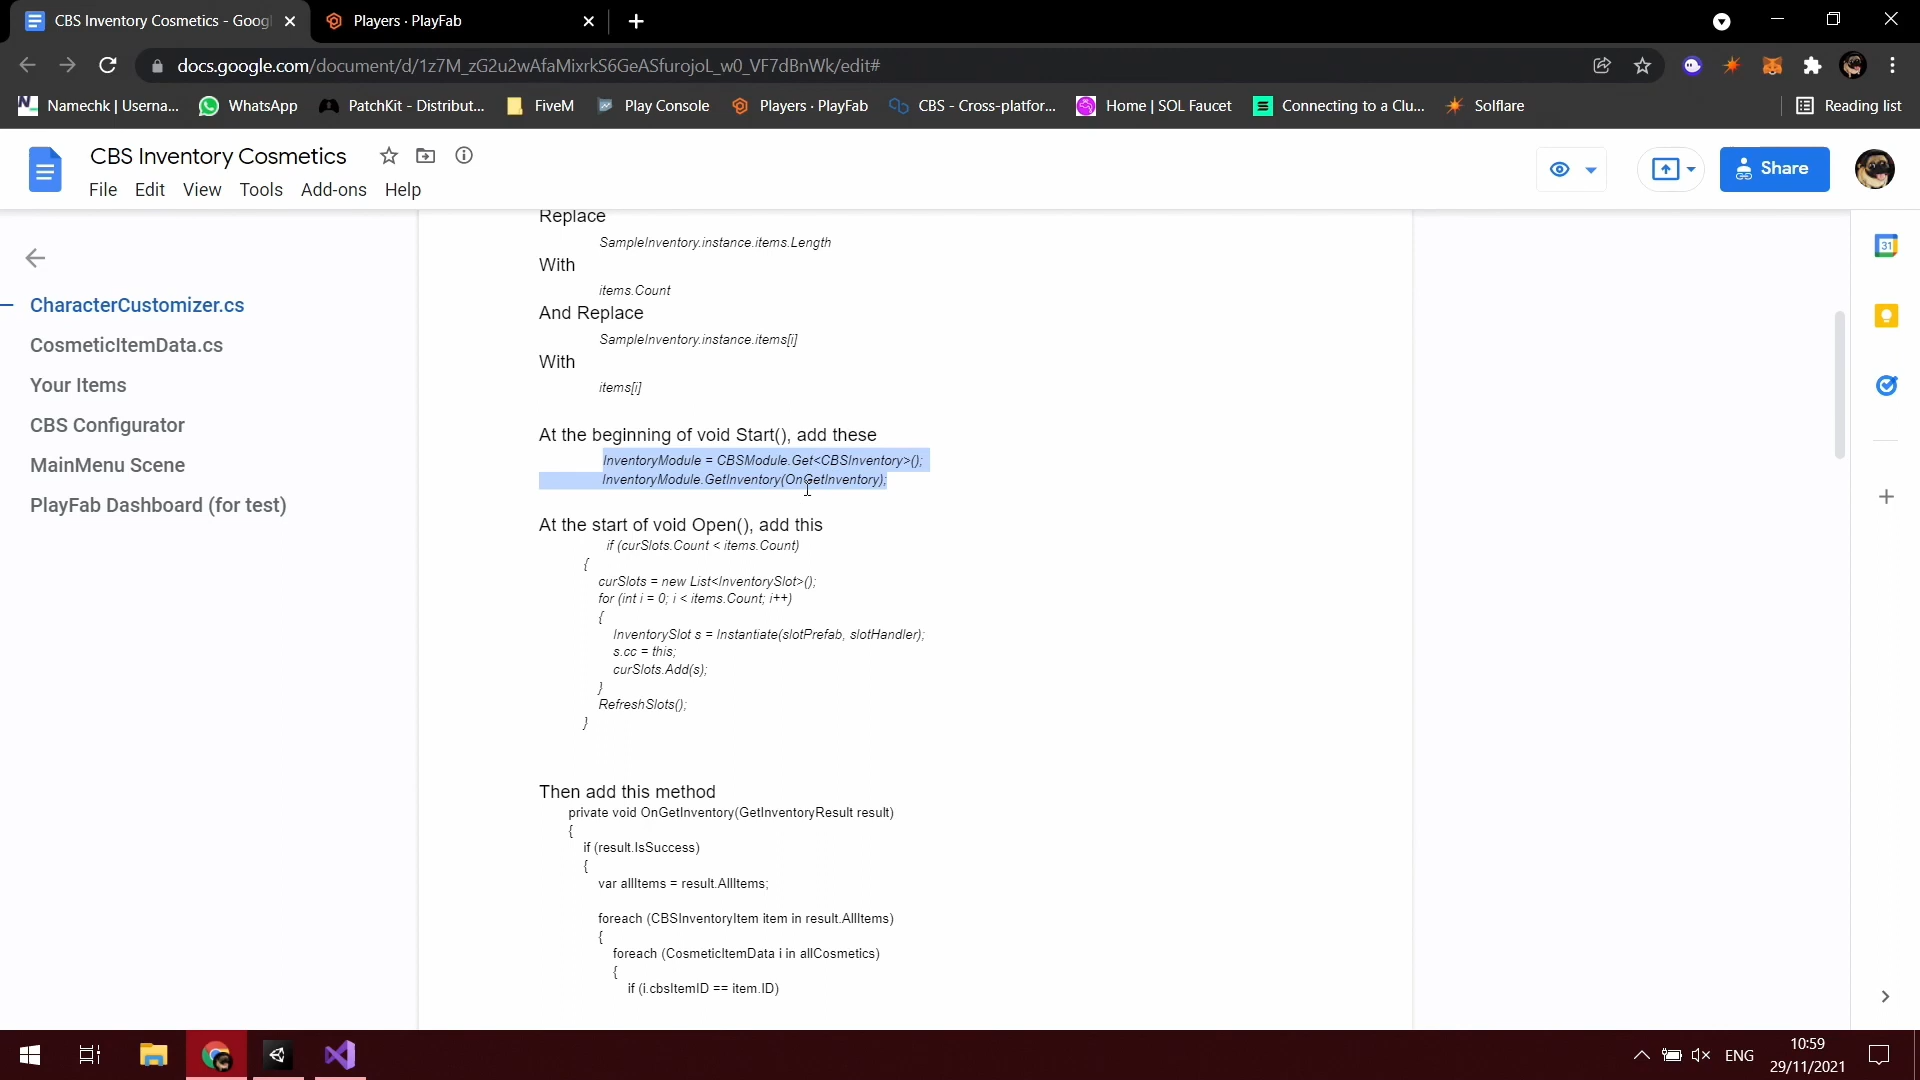 CBS Inventory Cosmetics - Goog
Players · PlayFab
docs.google.com/document/d/1z7M_zG2u2wAfaMixrkS6GeASfurojoL_w0_VF7dBnWk/edit#
Namechk | Userna...
WhatsApp
PatchKit - Distribut...
FiveM
Play Console
Players · PlayFab
CBS - Cross-platfor...
Home | SOL Faucet
Connecting to a Clu...
Solflare
Reading list
CBS Inventory Cosmetics
File Edit View Tools Add-ons Help
Share
CharacterCustomizer.cs
CosmeticItemData.cs
Your Items
CBS Configurator
MainMenu Scene
PlayFab Dashboard (for test)
Replace
SampleInventory.instance.items.Length
With
items.Count
And Replace
SampleInventory.instance.items[i]
With
items[i]
At the beginning of void Start(), add these
InventoryModule = CBSModule.Get<CBSInventory>();
InventoryModule.GetInventory(OnGetInventory);
At the start of void Open(), add this
if (curSlots.Count < items.Count)
{
curSlots = new List<InventorySlot>();
for (int i = 0; i < items.Count; i++)
{
InventorySlot s = Instantiate(slotPrefab, slotHandler);
s.cc = this;
curSlots.Add(s);
}
RefreshSlots();
}
Then add this method
private void OnGetInventory(GetInventoryResult result)
{
if (result.IsSuccess)
{
var allItems = result.AllItems;
foreach (CBSInventoryItem item in result.AllItems)
{
foreach (CosmeticItemData i in allCosmetics)
{
if (i.cbsItemID == item.ID)
31
ENG
10:59
29/11/2021